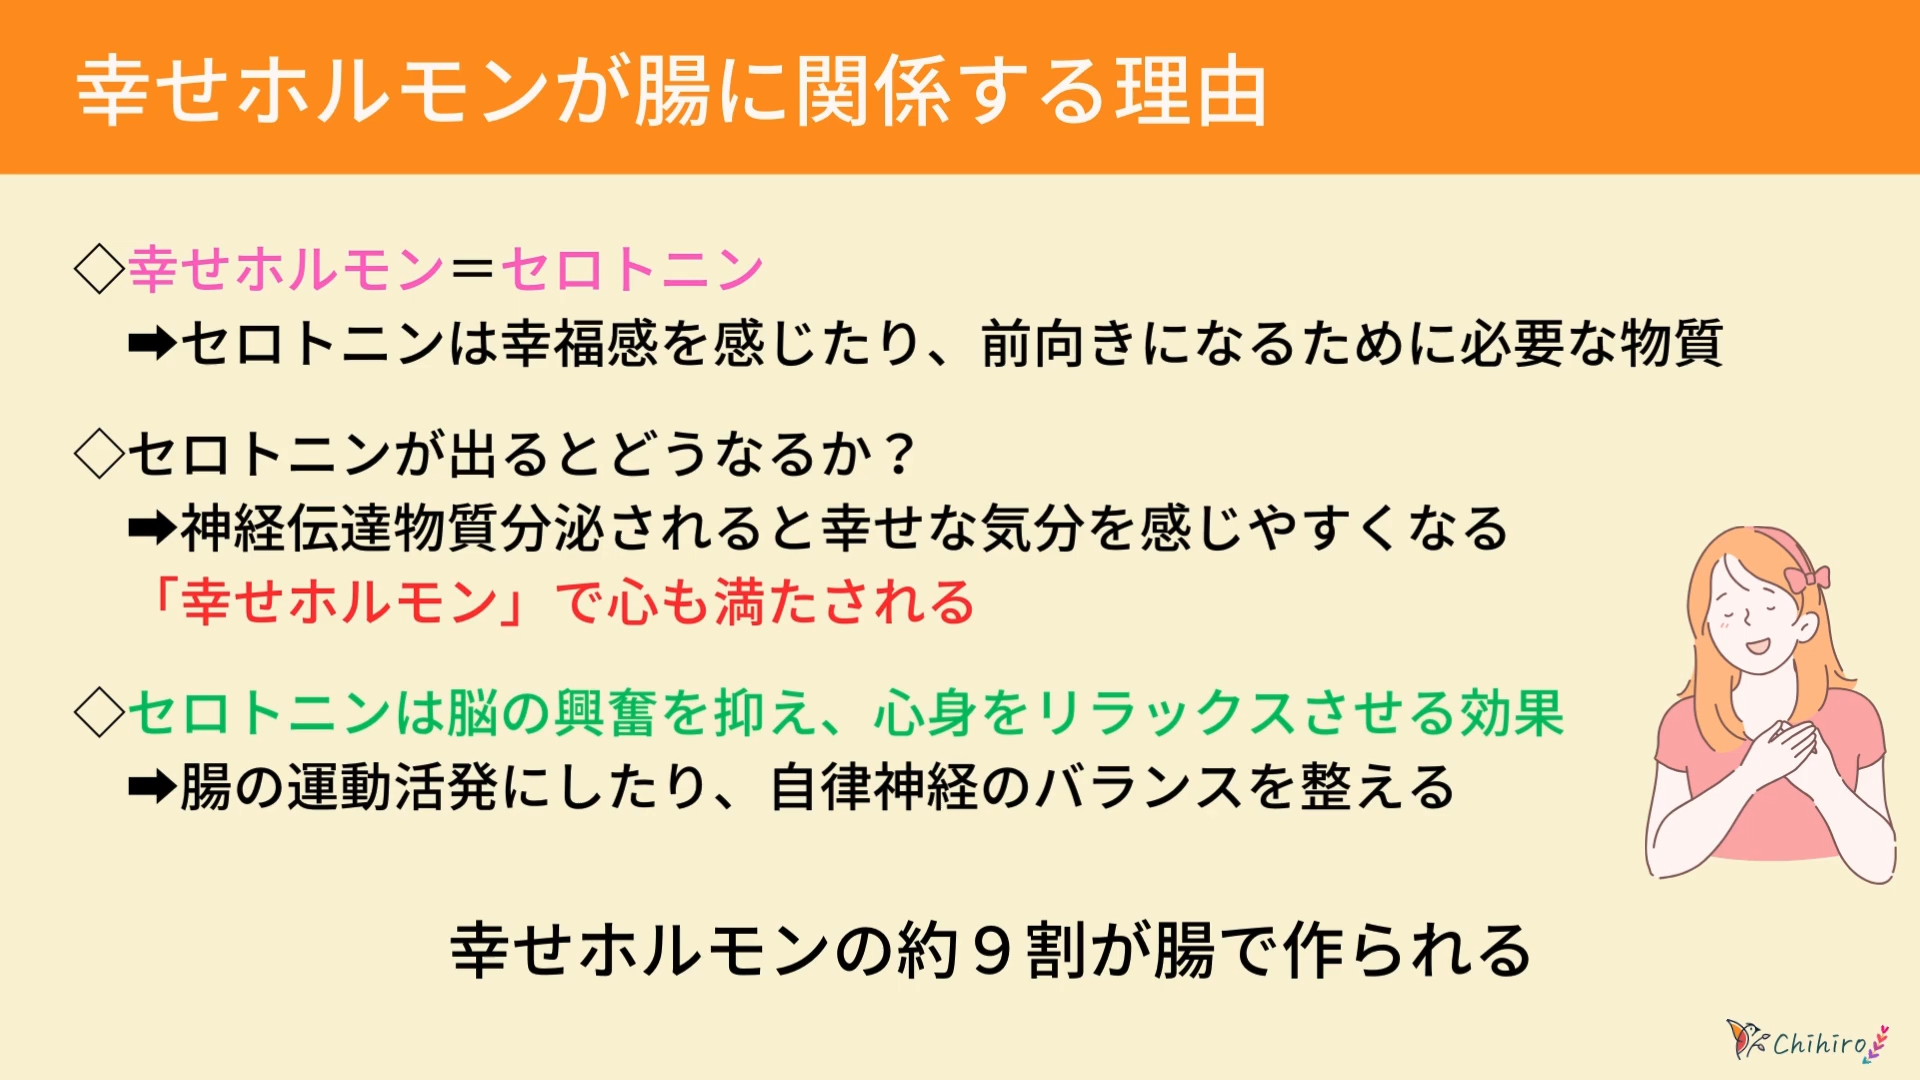 幸せホルモンが腸に関係する理由
◇幸せホルモン＝セロトニン
➡セロトニンは幸福感を感じたり、前向きになるために必要な物質
◇セロトニンが出るとどうなるか？
➡神経伝達物質分泌されると幸せな気分を感じやすくなる
「幸せホルモン」で心も満たされる
◇セロトニンは脳の興奮を抑え、心身をリラックスさせる効果
➡腸の運動活発にしたり、自律神経のバランスを整える
幸せホルモンの約９割が腸で作られる
Chihiro